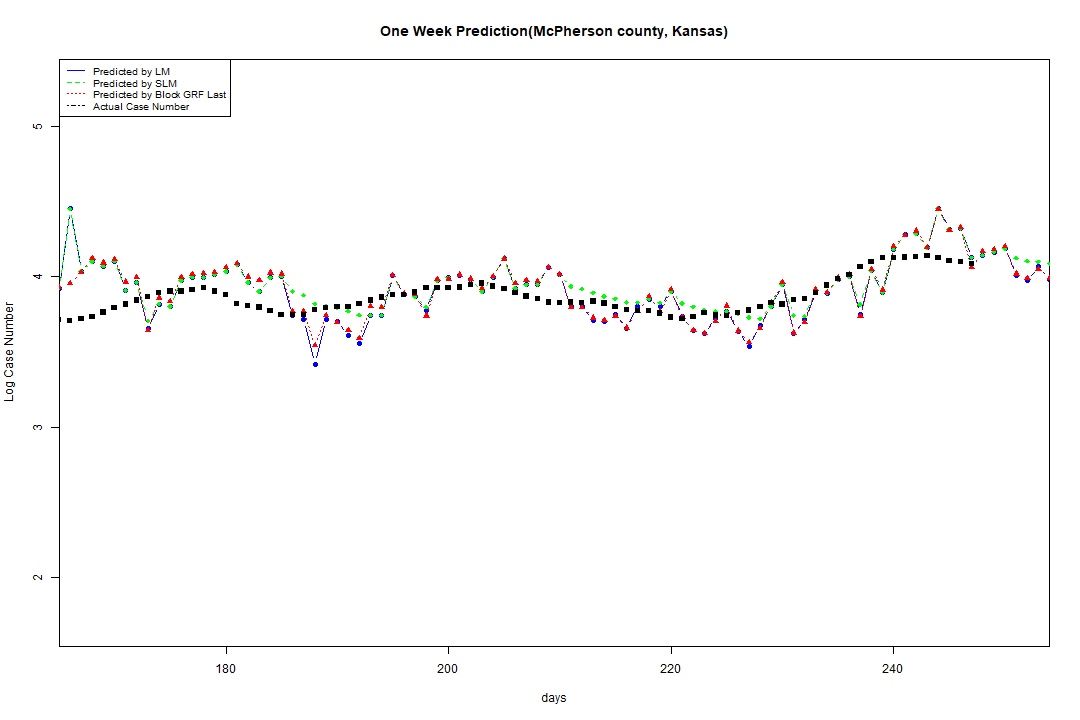 One Week Prediction(McPherson county, Kansas)
Predicted by LM
Predicted by SLM
Predicted by Block GRF Last
Actual Case Number
5
4
3
2
Log Case Number
180 200 220 240
days